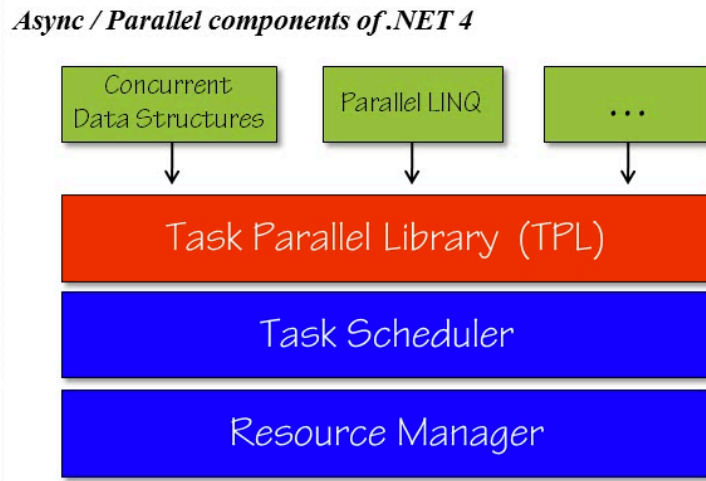 Async / Parallel components of .NET 4
Concurrent
Data Structures
Parallel LINQ
...
Task Parallel Library (TPL)
Task Scheduler
Resource Manager